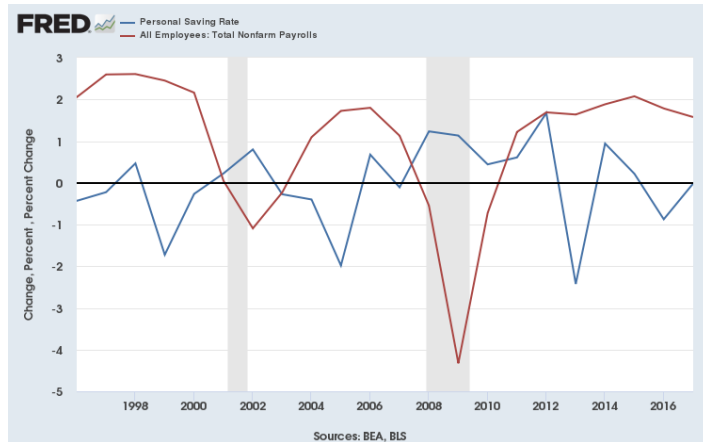 FRED
Personal Saving Rate
All Employees: Total Nonfarm Payrolls
Change, Percent , Percent Change
3
2
1
0
-1
-2
-3
-4
-5
1998 2000 2002 2004 2006 2008 2010 2012 2014 2016
Sources: BEA, BLS